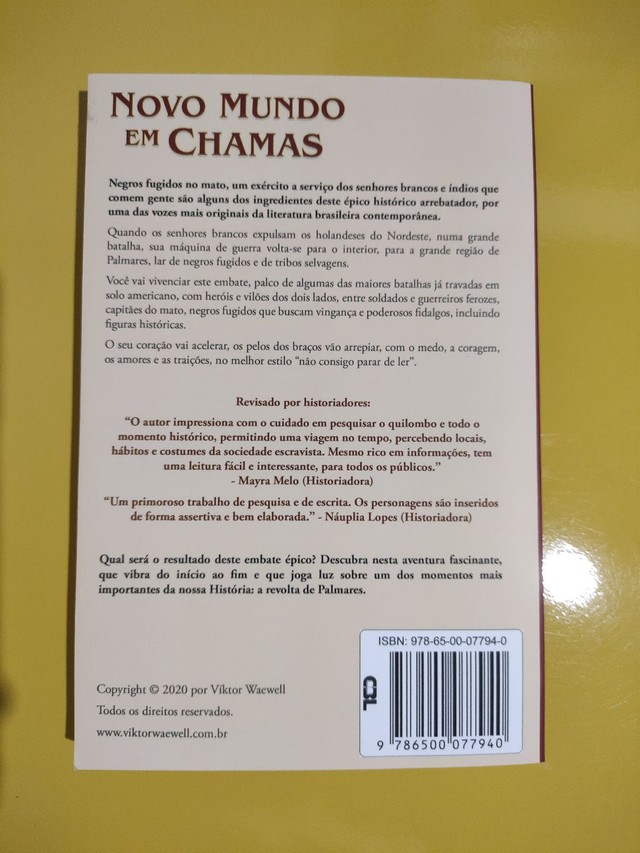 NOVO MUNDO
EM CHAMAS
Negros fugidos no mato, um exército a serviço dos senhores brancos e índios que
comem gente são alguns dos ingredientes deste épico histórico arrebatador, por
uma das vozes mais originais da literatura brasileira contemporânea.
Quando os senhores brancos expulsam os holandeses do Nordeste, numa grande
batalha, sua máquina de guerra volta-se para o interior, para a grande região de
Palmares, lar de negros fugidos e de tribos selvagens.
Você vai vivenciar este embate, palco de algumas das maiores batalhas já travadas em
solo americano, com heróis e vilões dos dois lados, entre soldados e guerreiros ferozes,
capitães do mato, negros fugidos que buscam vingança e poderosos fidalgos, incluindo
figuras históricas.
O seu coração vai acelerar, os pelos dos braços vão arrepiar, com o medo, a coragem,
os amores e as traições, no melhor estilo “não consigo parar de ler”.
Revisado por historiadores:
“O autor impressiona com o cuidado em pesquisar o quilombo e todo o
momento histórico, permitindo uma viagem no tempo, percebendo locais,
hábitos e costumes da sociedade escravista. Mesmo rico em informações, tem
uma leitura fácil e interessante, para todos os públicos.”
- Mayra Melo (Historiadora)
“Um primoroso trabalho de pesquisa e de escrita. Os personagens são inseridos
de forma assertiva e bem elaborada.” - Náuplia Lopes (Historiadora)
Qual será o resultado deste embate épico? Descubra nesta aventura fascinante,
que vibra do início ao fim e que joga luz sobre um dos momentos mais
importantes da nossa História: a revolta de Palmares.
ISBN: 978-65-00-07794-0
CBL
9 786500 077940
Copyright © 2020 por Víktor Waewell
Todos os direitos reservados.
www.viktorwaewell.com.br